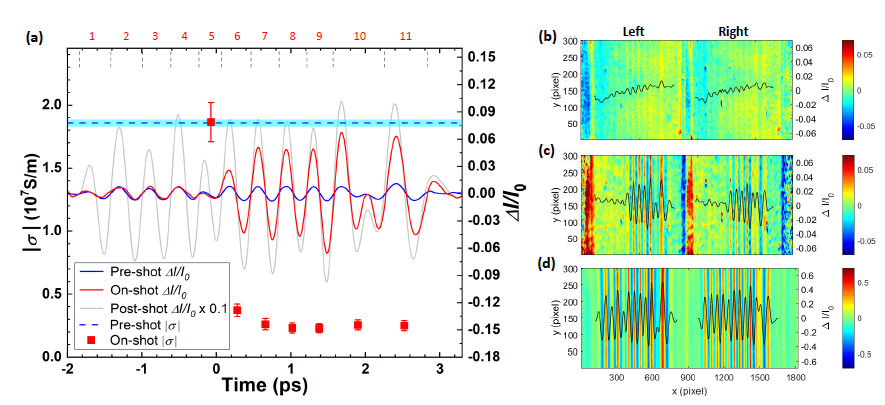 (a) 1 2 3 4 5 6 7 8 9 10 11
2.0
1.5
1.0
0.5
0.0
|σ| (10⁷S/m)
0.15
0.12
0.09
0.06
0.03
0.00
-0.03
-0.06
-0.09
-0.12
-0.15
-0.18
ΔI/I₀
Pre-shot ΔI/I₀
On-shot ΔI/I₀
Post-shot ΔI/I₀ x 0.1
Pre-shot |σ|
On-shot |σ|
-2 -1 0 1 2 3
Time (ps)
Left Right
(b)
300
250
200
150
100
50
y (pixel)
0.06
0.04
0.02
0
-0.02
-0.04
-0.06
Δ I/I₀
0.05
0
-0.05
(c)
300
250
200
150
100
50
y (pixel)
0.06
0.04
0.02
0
-0.02
-0.04
-0.06
Δ I/I₀
0.05
0
-0.05
(d)
300
250
200
150
100
50
y (pixel)
0.6
0.4
0.2
0
-0.2
-0.4
-0.6
Δ I/I₀
0.5
0
-0.5
300 600 900 1200 1500 1800
x (pixel)